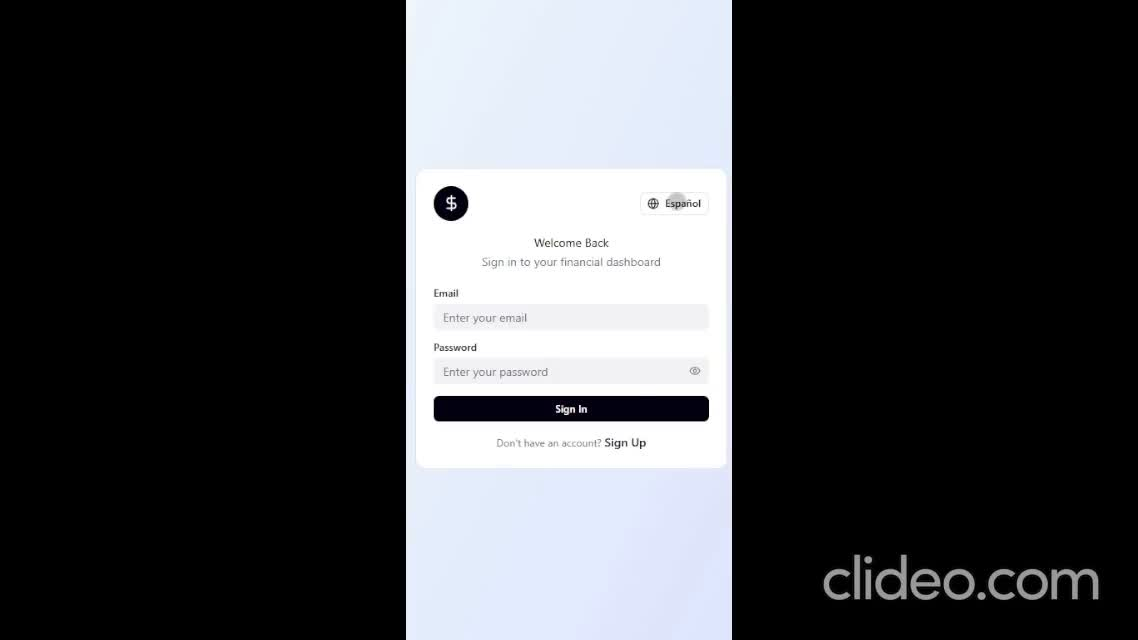 $
Español
Welcome Back
Sign in to your financial dashboard
Email
Enter your email
Password
Enter your password
Sign In
Don't have an account? Sign Up
clideo.com